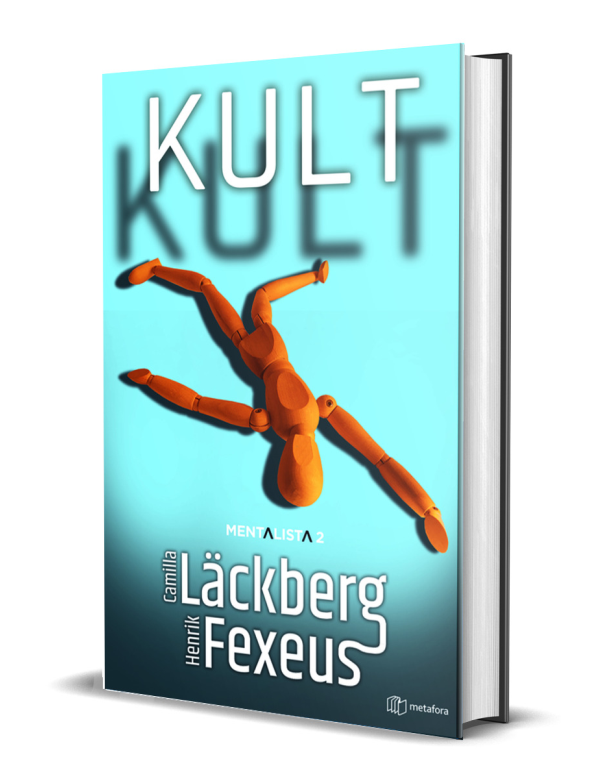 KULT
KULT
MENTALISTA 2
Camilla
Läckberg
Henrik
Fexeus
metafora